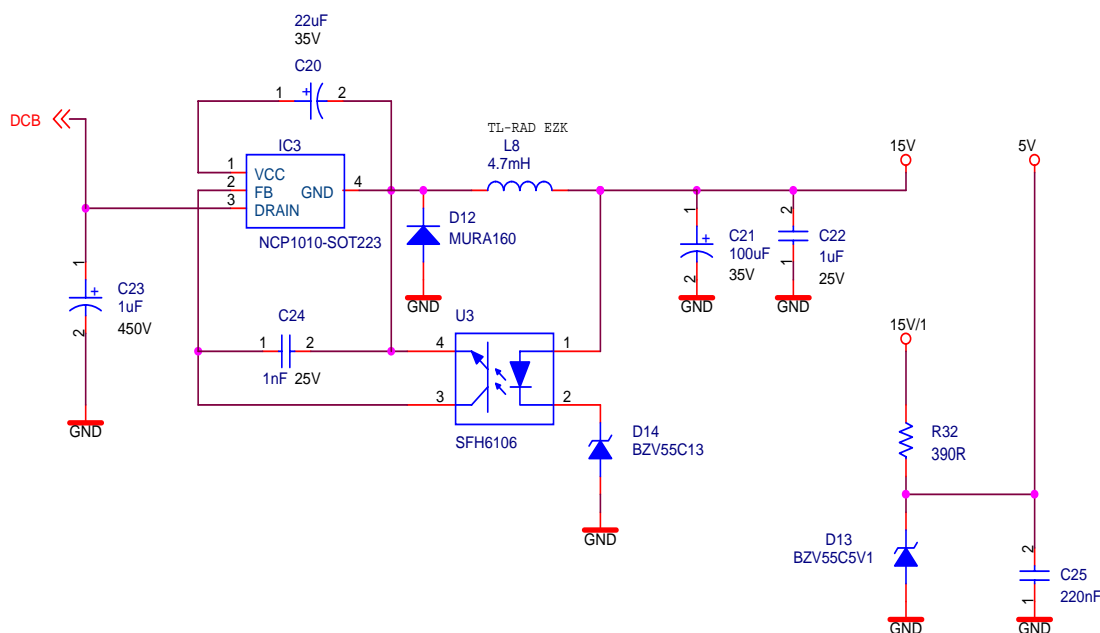 22uF
35V
C20
1 2
DCB
IC3
1 VCC
2 FB GND 4
3 DRAIN
NCP1010-SOT223
TL-RAD EZK
L8
4.7mH
15V 5V
D12
MURA160
GND
1
C21
100uF
35V
2
GND
2
C22
1uF
25V
1
GND
1
C23
1uF
450V
2
GND
C24
1 2
1nF 25V
U3
4 1
3 2
SFH6106
D14
BZV55C13
GND
15V/1
R32
390R
D13
BZV55C5V1
GND
2
C25
220nF
1
GND